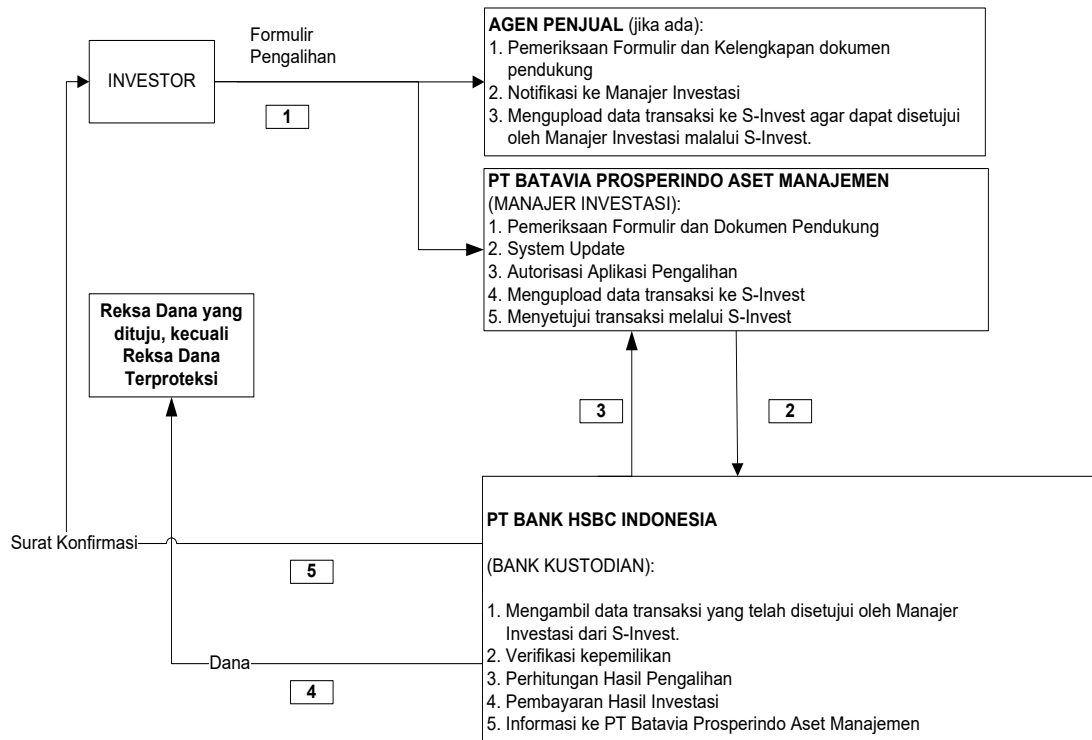 Formulir
Pengalihan
INVESTOR
1
AGEN PENJUAL (jika ada):
1. Pemeriksaan Formulir dan Kelengkapan dokumen
pendukung
2. Notifikasi ke Manajer Investasi
3. Mengupload data transaksi ke S-Invest agar dapat disetujui
oleh Manajer Investasi malalui S-Invest.
PT BATAVIA PROSPERINDO ASET MANAJEMEN
(MANAJER INVESTASI):
1. Pemeriksaan Formulir dan Dokumen Pendukung
2. System Update
3. Autorisasi Aplikasi Pengalihan
4. Mengupload data transaksi ke S-Invest
5. Menyetujui transaksi melalui S-Invest
Reksa Dana yang
dituju, kecuali
Reksa Dana
Terproteksi
3
2
PT BANK HSBC INDONESIA
(BANK KUSTODIAN):
1. Mengambil data transaksi yang telah disetujui oleh Manajer
Investasi dari S-Invest.
2. Verifikasi kepemilikan
3. Perhitungan Hasil Pengalihan
4. Pembayaran Hasil Investasi
5. Informasi ke PT Batavia Prosperindo Aset Manajemen
Surat Konfirmasi
5
Dana
4